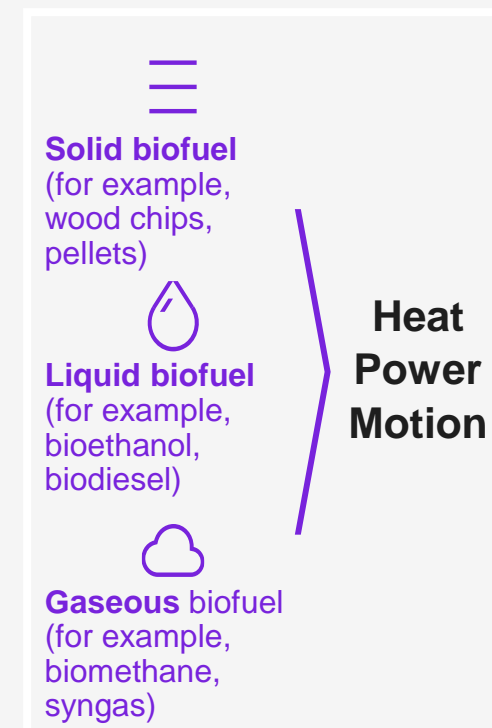 Solid biofuel
(for example,
wood chips,
pellets)
Liquid biofuel
(for example,
bioethanol,
biodiesel)
Gaseous biofuel
(for example,
biomethane,
syngas)
Heat
Power
Motion